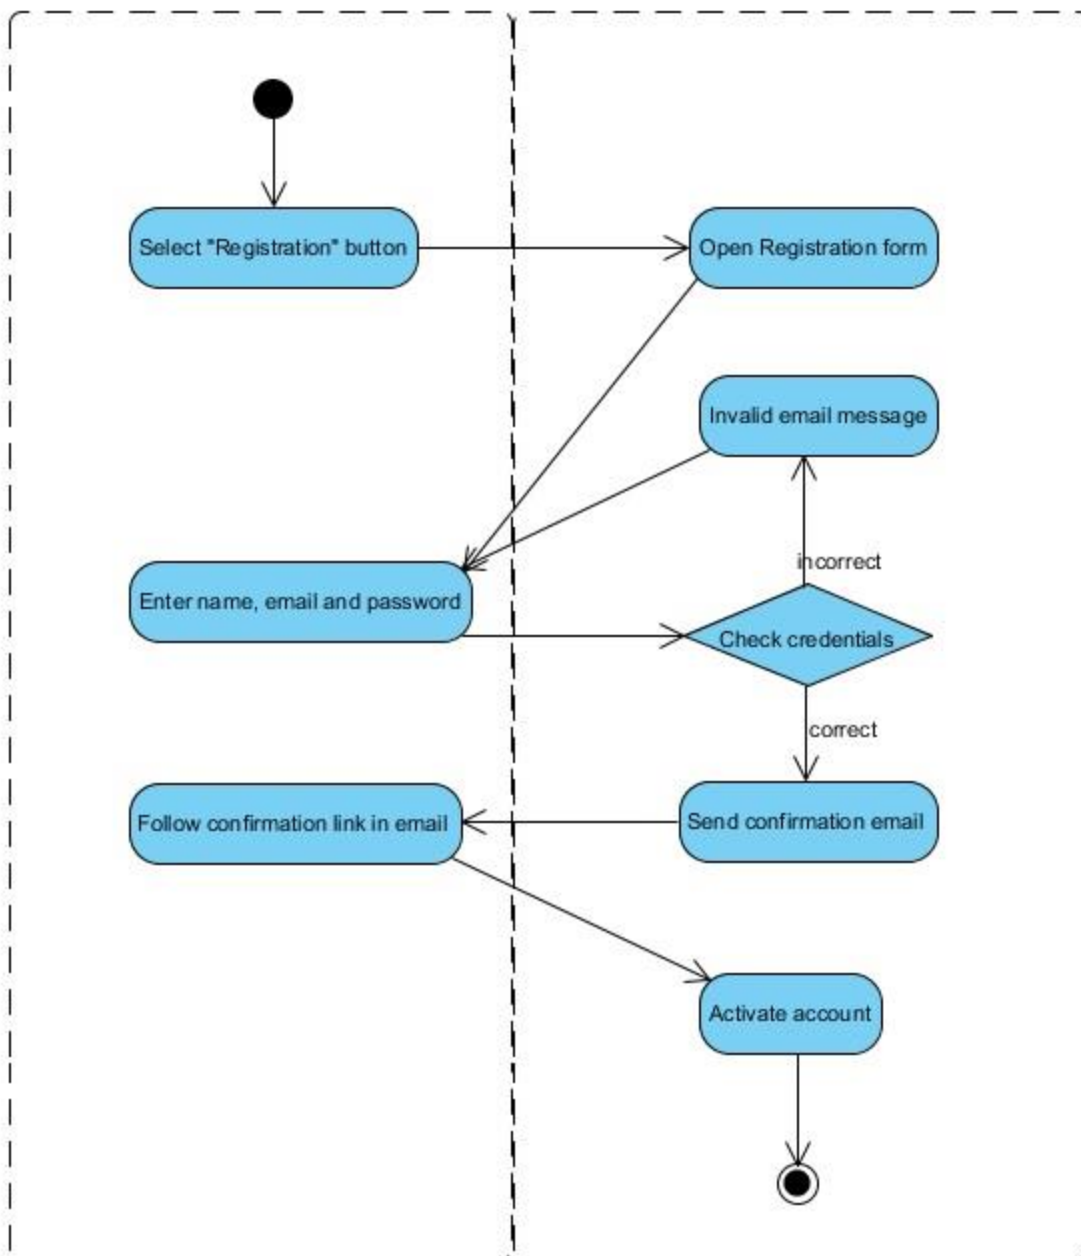 Select "Registration" button
Open Registration form
Invalid email message
incorrect
Enter name, email and password
Check credentials
correct
Follow confirmation link in email
Send confirmation email
Activate account